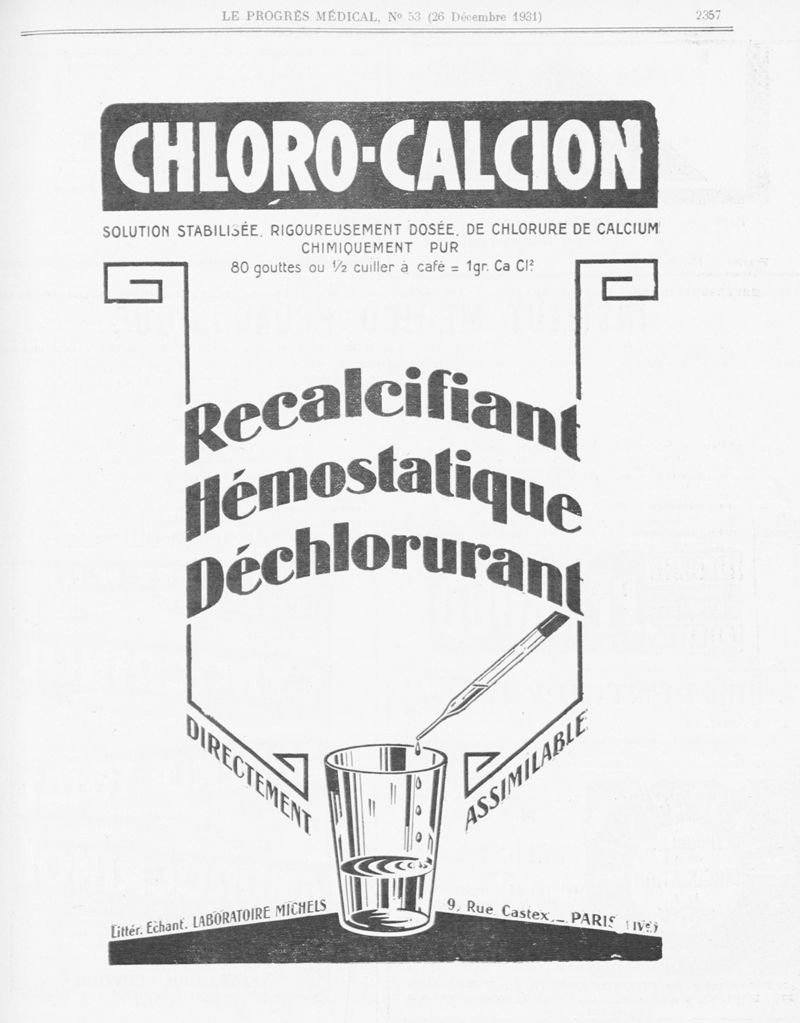 LE PROGRÈS MÉDICAL, No 53 (26 Décembre 1931)
2357
CHLORO-CALCION
SOLUTION STABILISÉE, RIGOUREUSEMENT DOSÉE, DE CHLORURE DE CALCIUM
CHIMIQUEMENT PUR
80 gouttes ou ½ cuiller à café = 1gr. Ca Cl²
Recalcifiant
Hémostatique
Déchlorurant
DIRECTEMENT
ASSIMILABLE
Littér. Echant. LABORATOIRE MICHELS
9, Rue Castex _ PARIS (IVe)